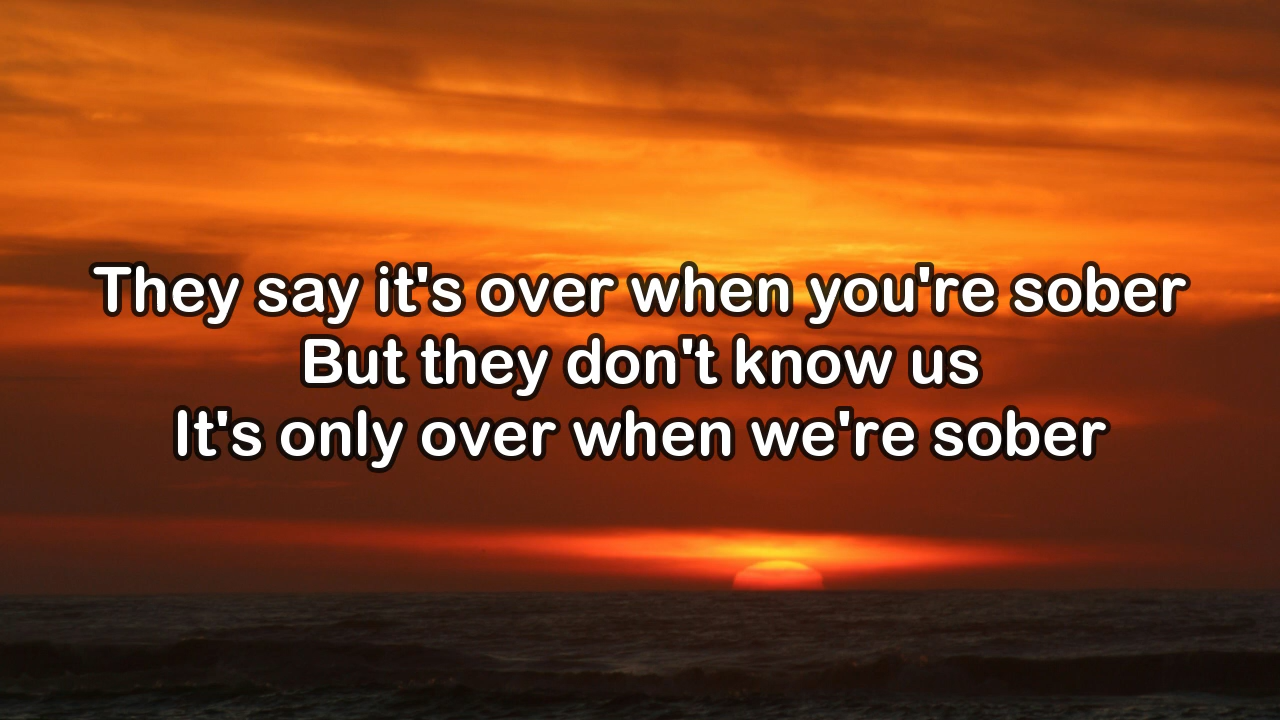 They say it's over when you're sober
But they don't know us
It's only over when we're sober